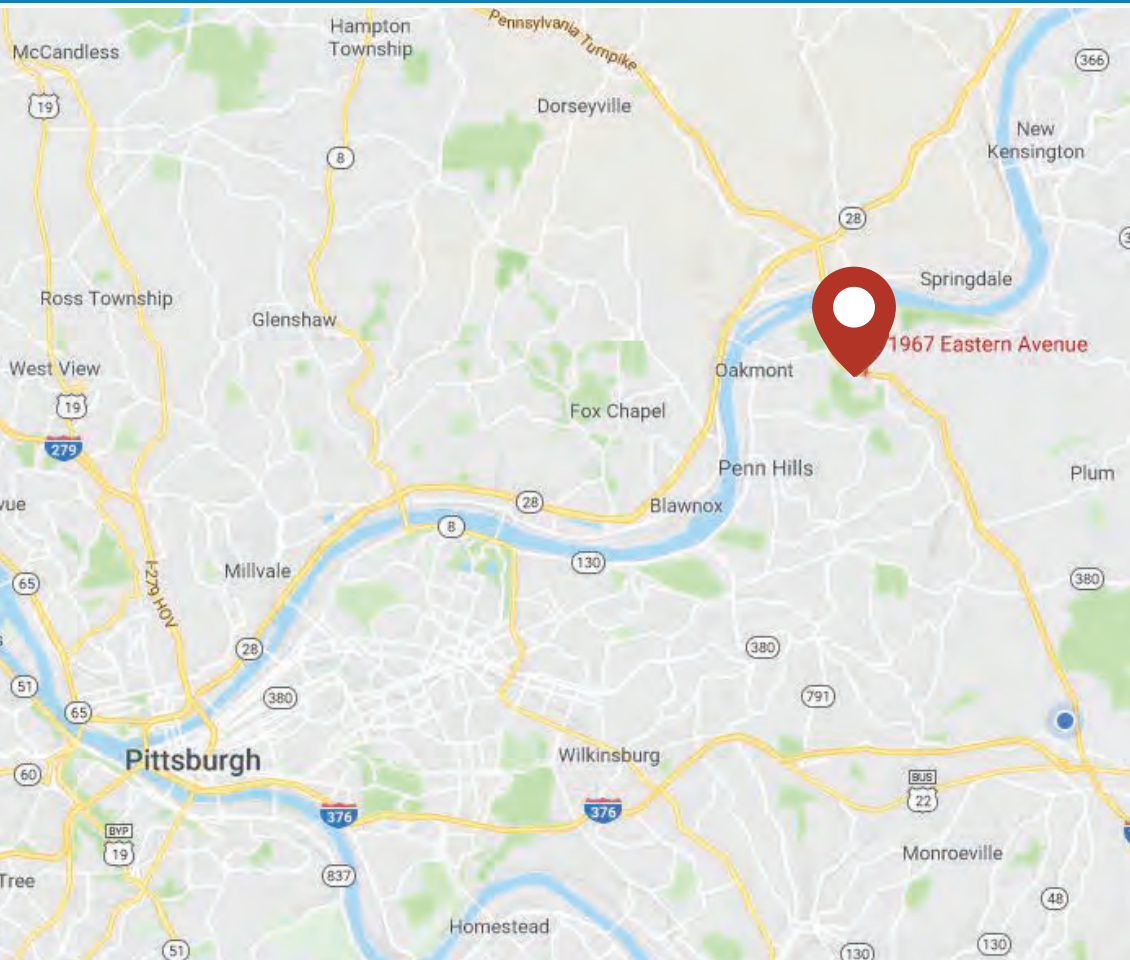 Pennsylvania Turnpike
Hampton
Township
McCandless
366
19
Dorseyville
New
Kensington
8
28
Springdale
Ross Township
Glenshaw
1967 Eastern Avenue
West View
Oakmont
19
Fox Chapel
279
Penn Hills
Plum
28
Blawnox
vue
8
130
Millvale
65
I-279 HOV
380
28
380
51
380
791
65
Pittsburgh
Wilkinsburg
60
BUS
22
376
376
BYP
19
Monroeville
837
Tree
48
Homestead
51
130
130